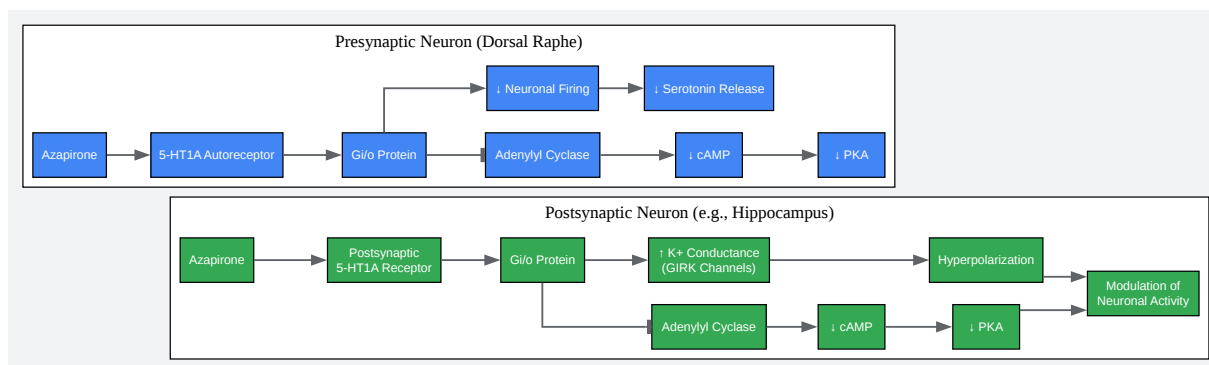 Presynaptic Neuron (Dorsal Raphe)
↓ Neuronal Firing
↓ Serotonin Release
Azapirone
5-HT1A Autoreceptor
Gi/o Protein
Adenylyl Cyclase
↓ cAMP
↓ PKA
Postsynaptic Neuron (e.g., Hippocampus)
Azapirone
Postsynaptic
5-HT1A Receptor
Gi/o Protein
↑ K+ Conductance
(GIRK Channels)
Hyperpolarization
Modulation of
Neuronal Activity
Adenylyl Cyclase
↓ cAMP
↓ PKA